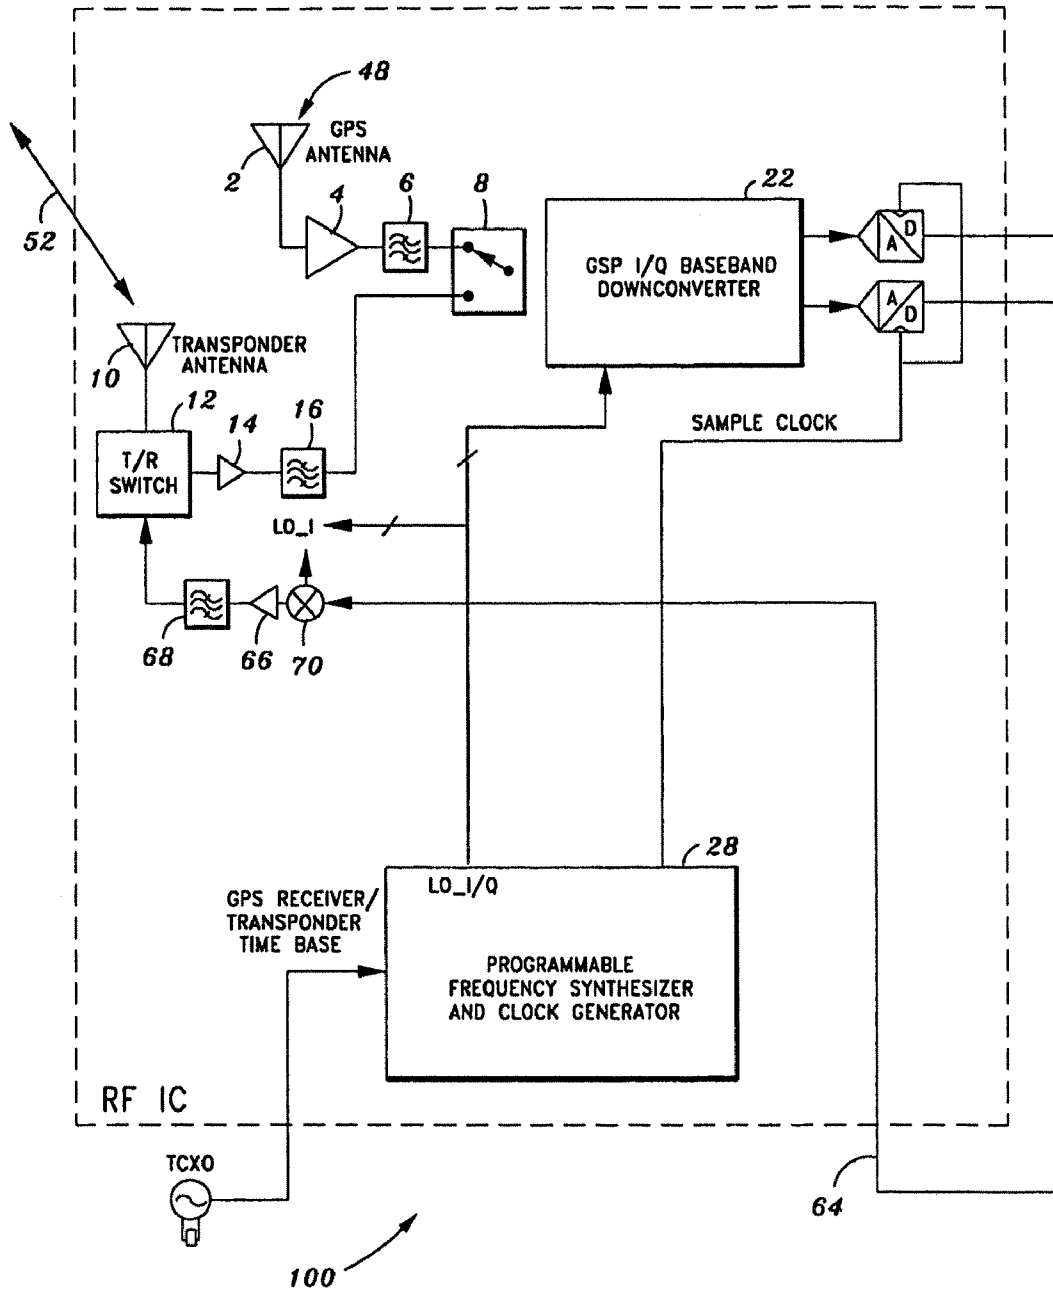 48
GPS
ANTENNA
2
4
6
8
22
GSP I/Q BASEBAND
DOWNCONVERTER
A
D
A
D
52
TRANSPONDER
ANTENNA
10
12
14
16
SAMPLE CLOCK
T/R
SWITCH
LO_I
68
66
70
28
LO_I/Q
GPS RECEIVER/
TRANSPONDER
TIME BASE
PROGRAMMABLE
FREQUENCY SYNTHESIZER
AND CLOCK GENERATOR
RF IC
TCXO
64
100